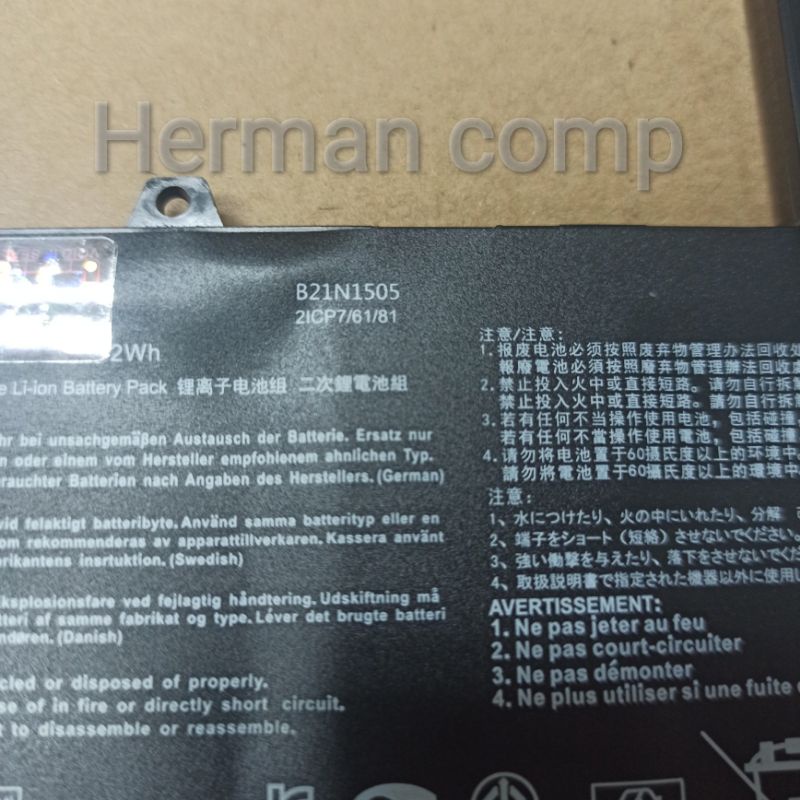 Herman comp
B21N1505
2ICP7/61/81
2Wh
Li-ion Battery Pack 锂离子电池组 二次鋰電池組
hr bei unsachgemäßen Austausch der Batterie. Ersatz nur
n oder einem vom Hersteller empfohlenem ahnlichen Typ.
rauchter Batterien nach Angaben des Herstellers.(German)
vid felaktigt batteribyte. Använd samma batterityp eller en
om rekommenderas av apparattillverkaren. Kassera använt
rikantens inertuktion. (Swedish)
ksplosionsfare ved fejlagtig håndtering. Udskiftning må
tteri af samme fabrikat og type. Léver det brugte batteri
ndøren. (Danish)
cled or disposed of properly.
se of in fire or directly short circuit.
t to disassemble or reassemble.
注意/注意:
1. 报废电池必须按照废弃物管理办法回收处
報廢電池必須按照廢棄物管理辦法回收處
2. 禁止投入火中或直接短路。请勿自行拆
禁止投入火中或直接短路。請勿自行拆
3. 若有任何不当操作使用电池, 包括碰撞
若有任何不當操作使用電池, 包括碰撞
4. 请勿将电池置于60摄氏度以上的环境中
請勿將電池置于60攝氏度以上的環境中
注意:
1、水につけたり、火の中にいれたり、分解
2、端子をショート（短絡）させないでください。
3、強い衝撃を与えたり、落下をさせないでくださ
4、取扱説明書で指定された機器以外に使用し
AVERTISSEMENT:
1. Ne pas jeter au feu
2. Ne pas court-circuiter
3. Ne pas démonter
4. Ne plus utiliser si une fuite